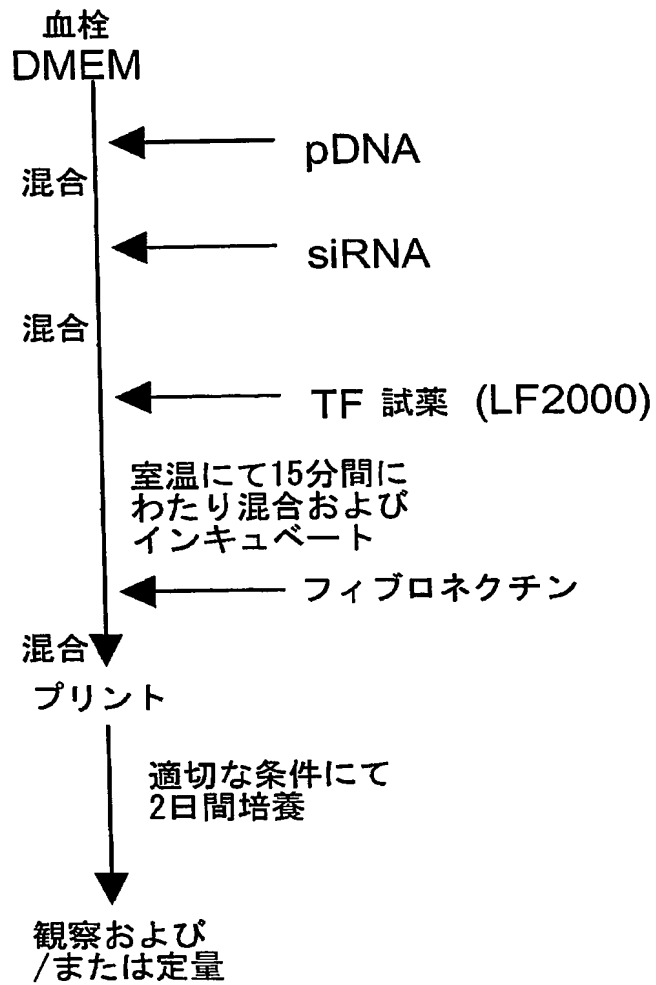 血栓
DMEM
pDNA
混合
siRNA
混合
TF 試薬 (LF2000)
室温にて15分間に
わたり混合および
インキュベート
フィブロネクチン
混合
プリント
適切な条件にて
2日間培養
観察および
/または定量